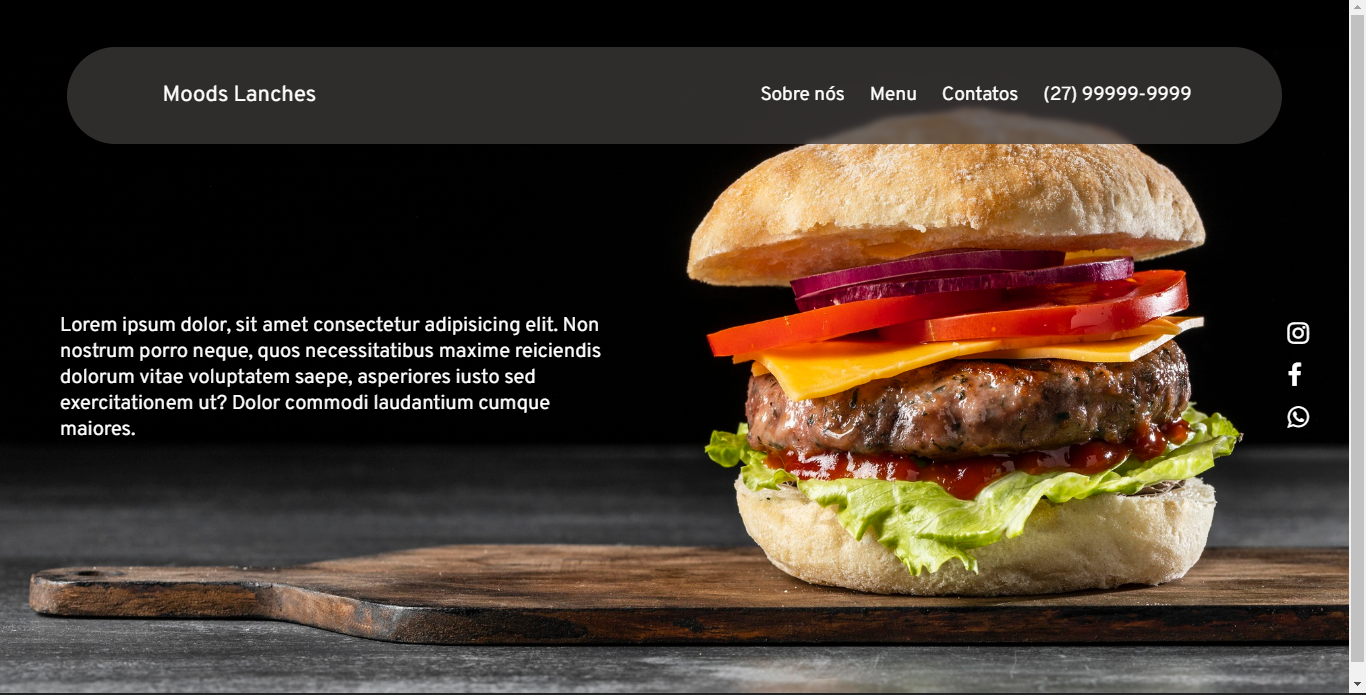 Moods Lanches
Sobre nós Menu Contatos (27) 99999-9999
Lorem ipsum dolor, sit amet consectetur adipisicing elit. Non
nostrum porro neque, quos necessitatibus maxime reiciendis
dolorum vitae voluptatem saepe, asperiores iusto sed
exercitationem ut? Dolor commodi laudantium cumque
maiores.